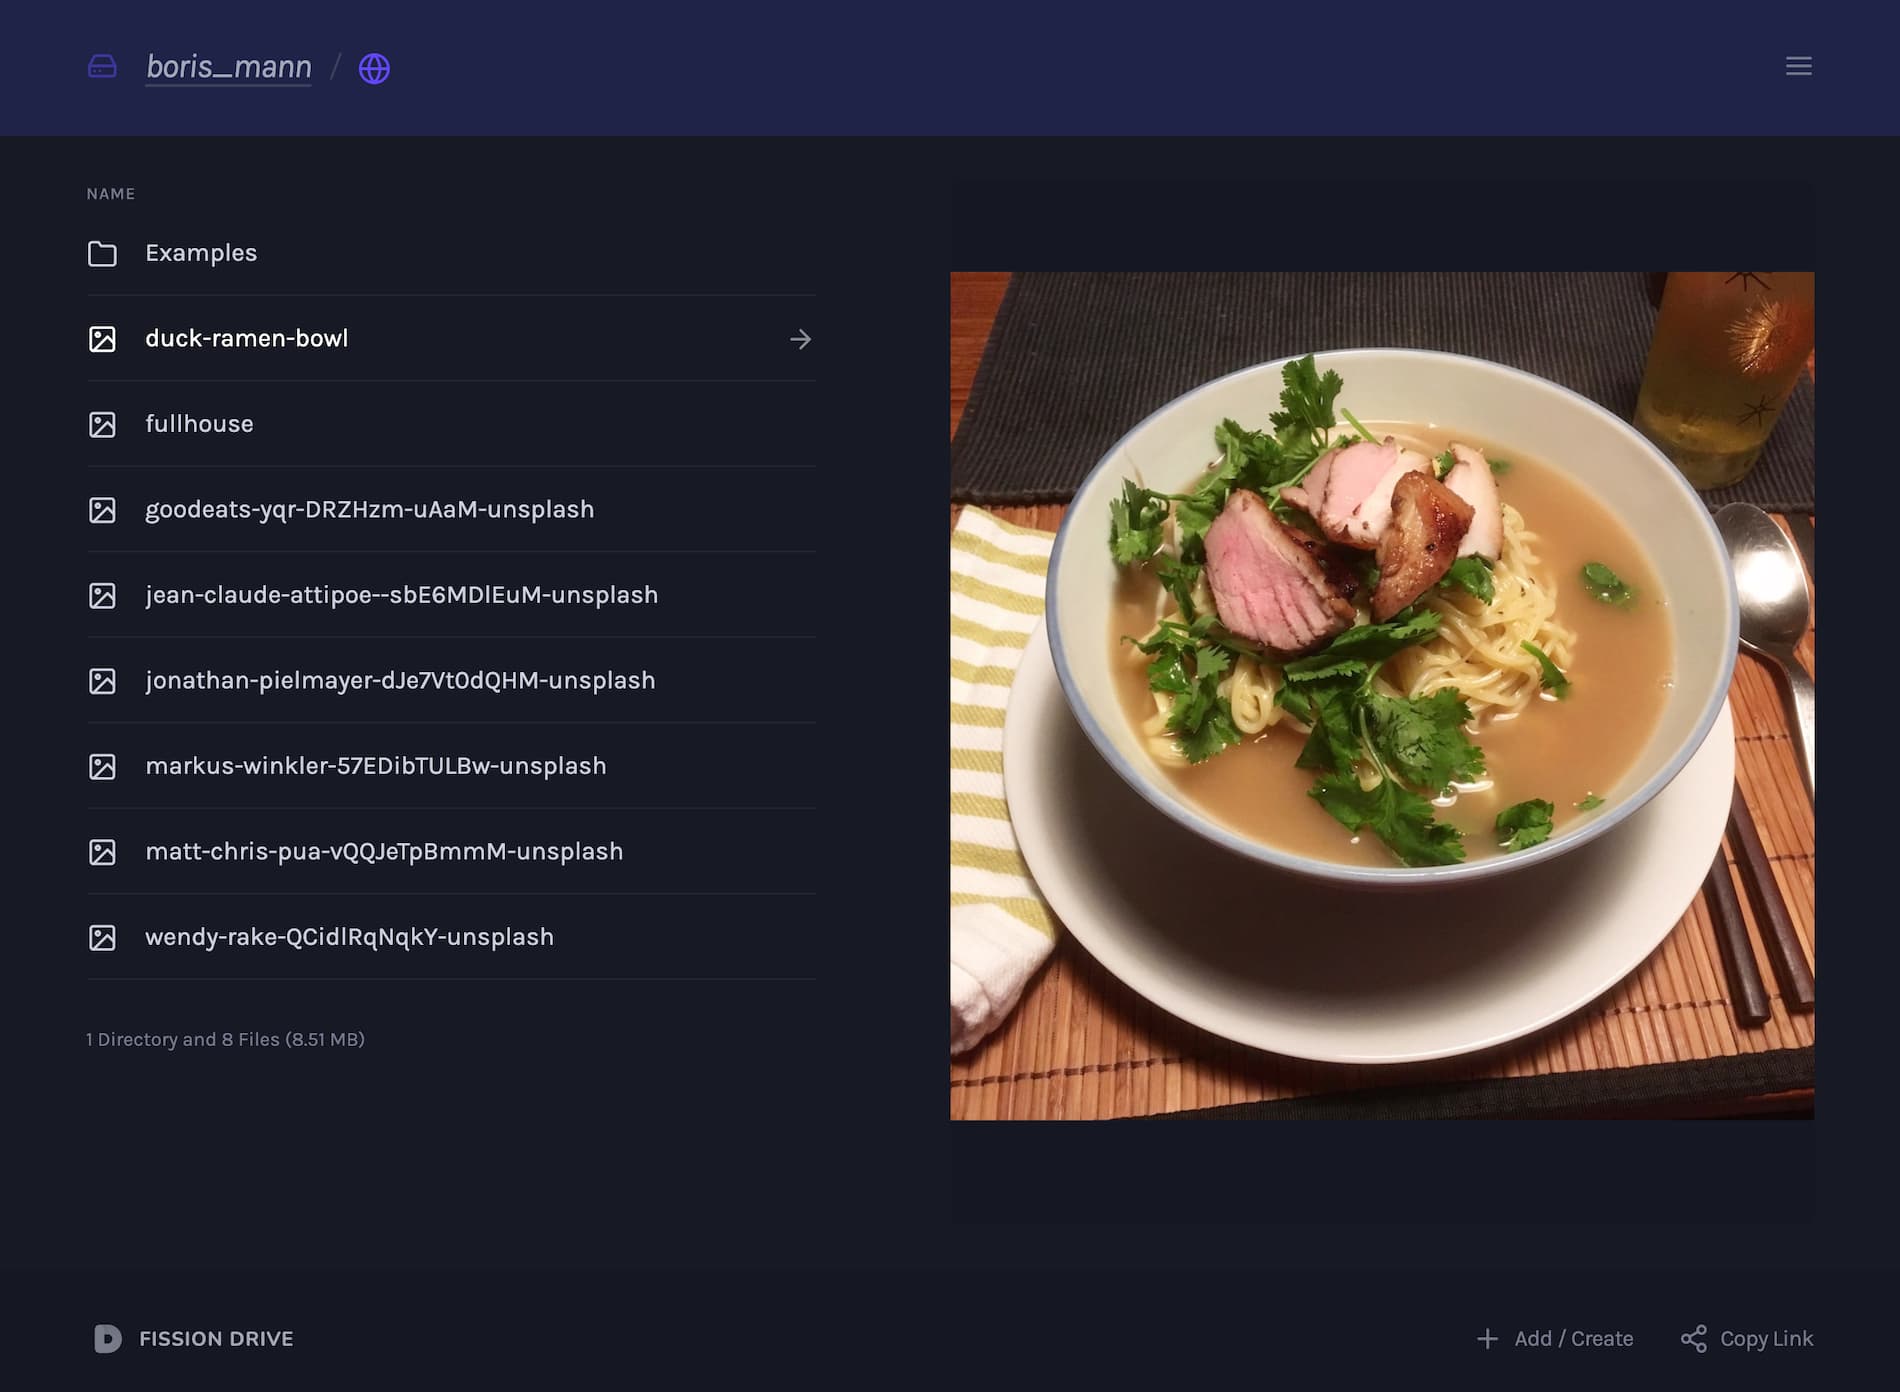 boris_mann /
NAME
Examples
duck-ramen-bowl
fullhouse
goodeats-yqr-DRZHzm-uAaM-unsplash
jean-claude-attipoe--sbE6MDlEuM-unsplash
jonathan-pielmayer-dJe7Vt0dQHM-unsplash
markus-winkler-57EDibTULBw-unsplash
matt-chris-pua-vQQJeTpBmmM-unsplash
wendy-rake-QCidlRqNqkY-unsplash
1 Directory and 8 Files (8.51 MB)
FISSION DRIVE
Add / Create
Copy Link